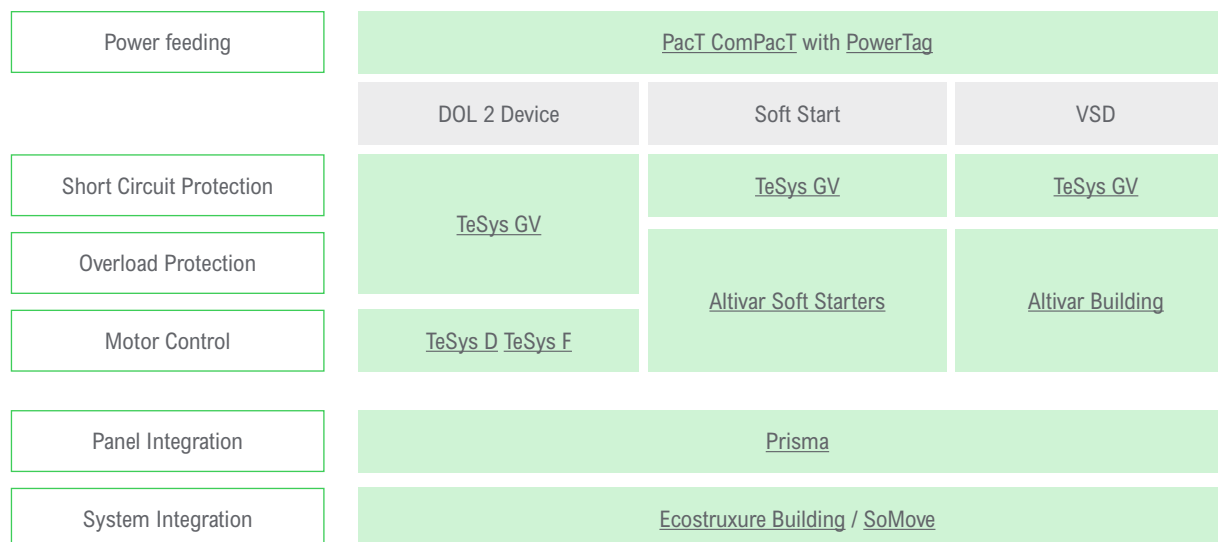 Power feeding
PacT ComPacT with PowerTag
DOL 2 Device
Soft Start
VSD
Short Circuit Protection
TeSys GV
TeSys GV
TeSys GV
Overload Protection
Altivar Soft Starters
Altivar Building
Motor Control
TeSys D TeSys F
Panel Integration
Prisma
System Integration
Ecostruxure Building / SoMove